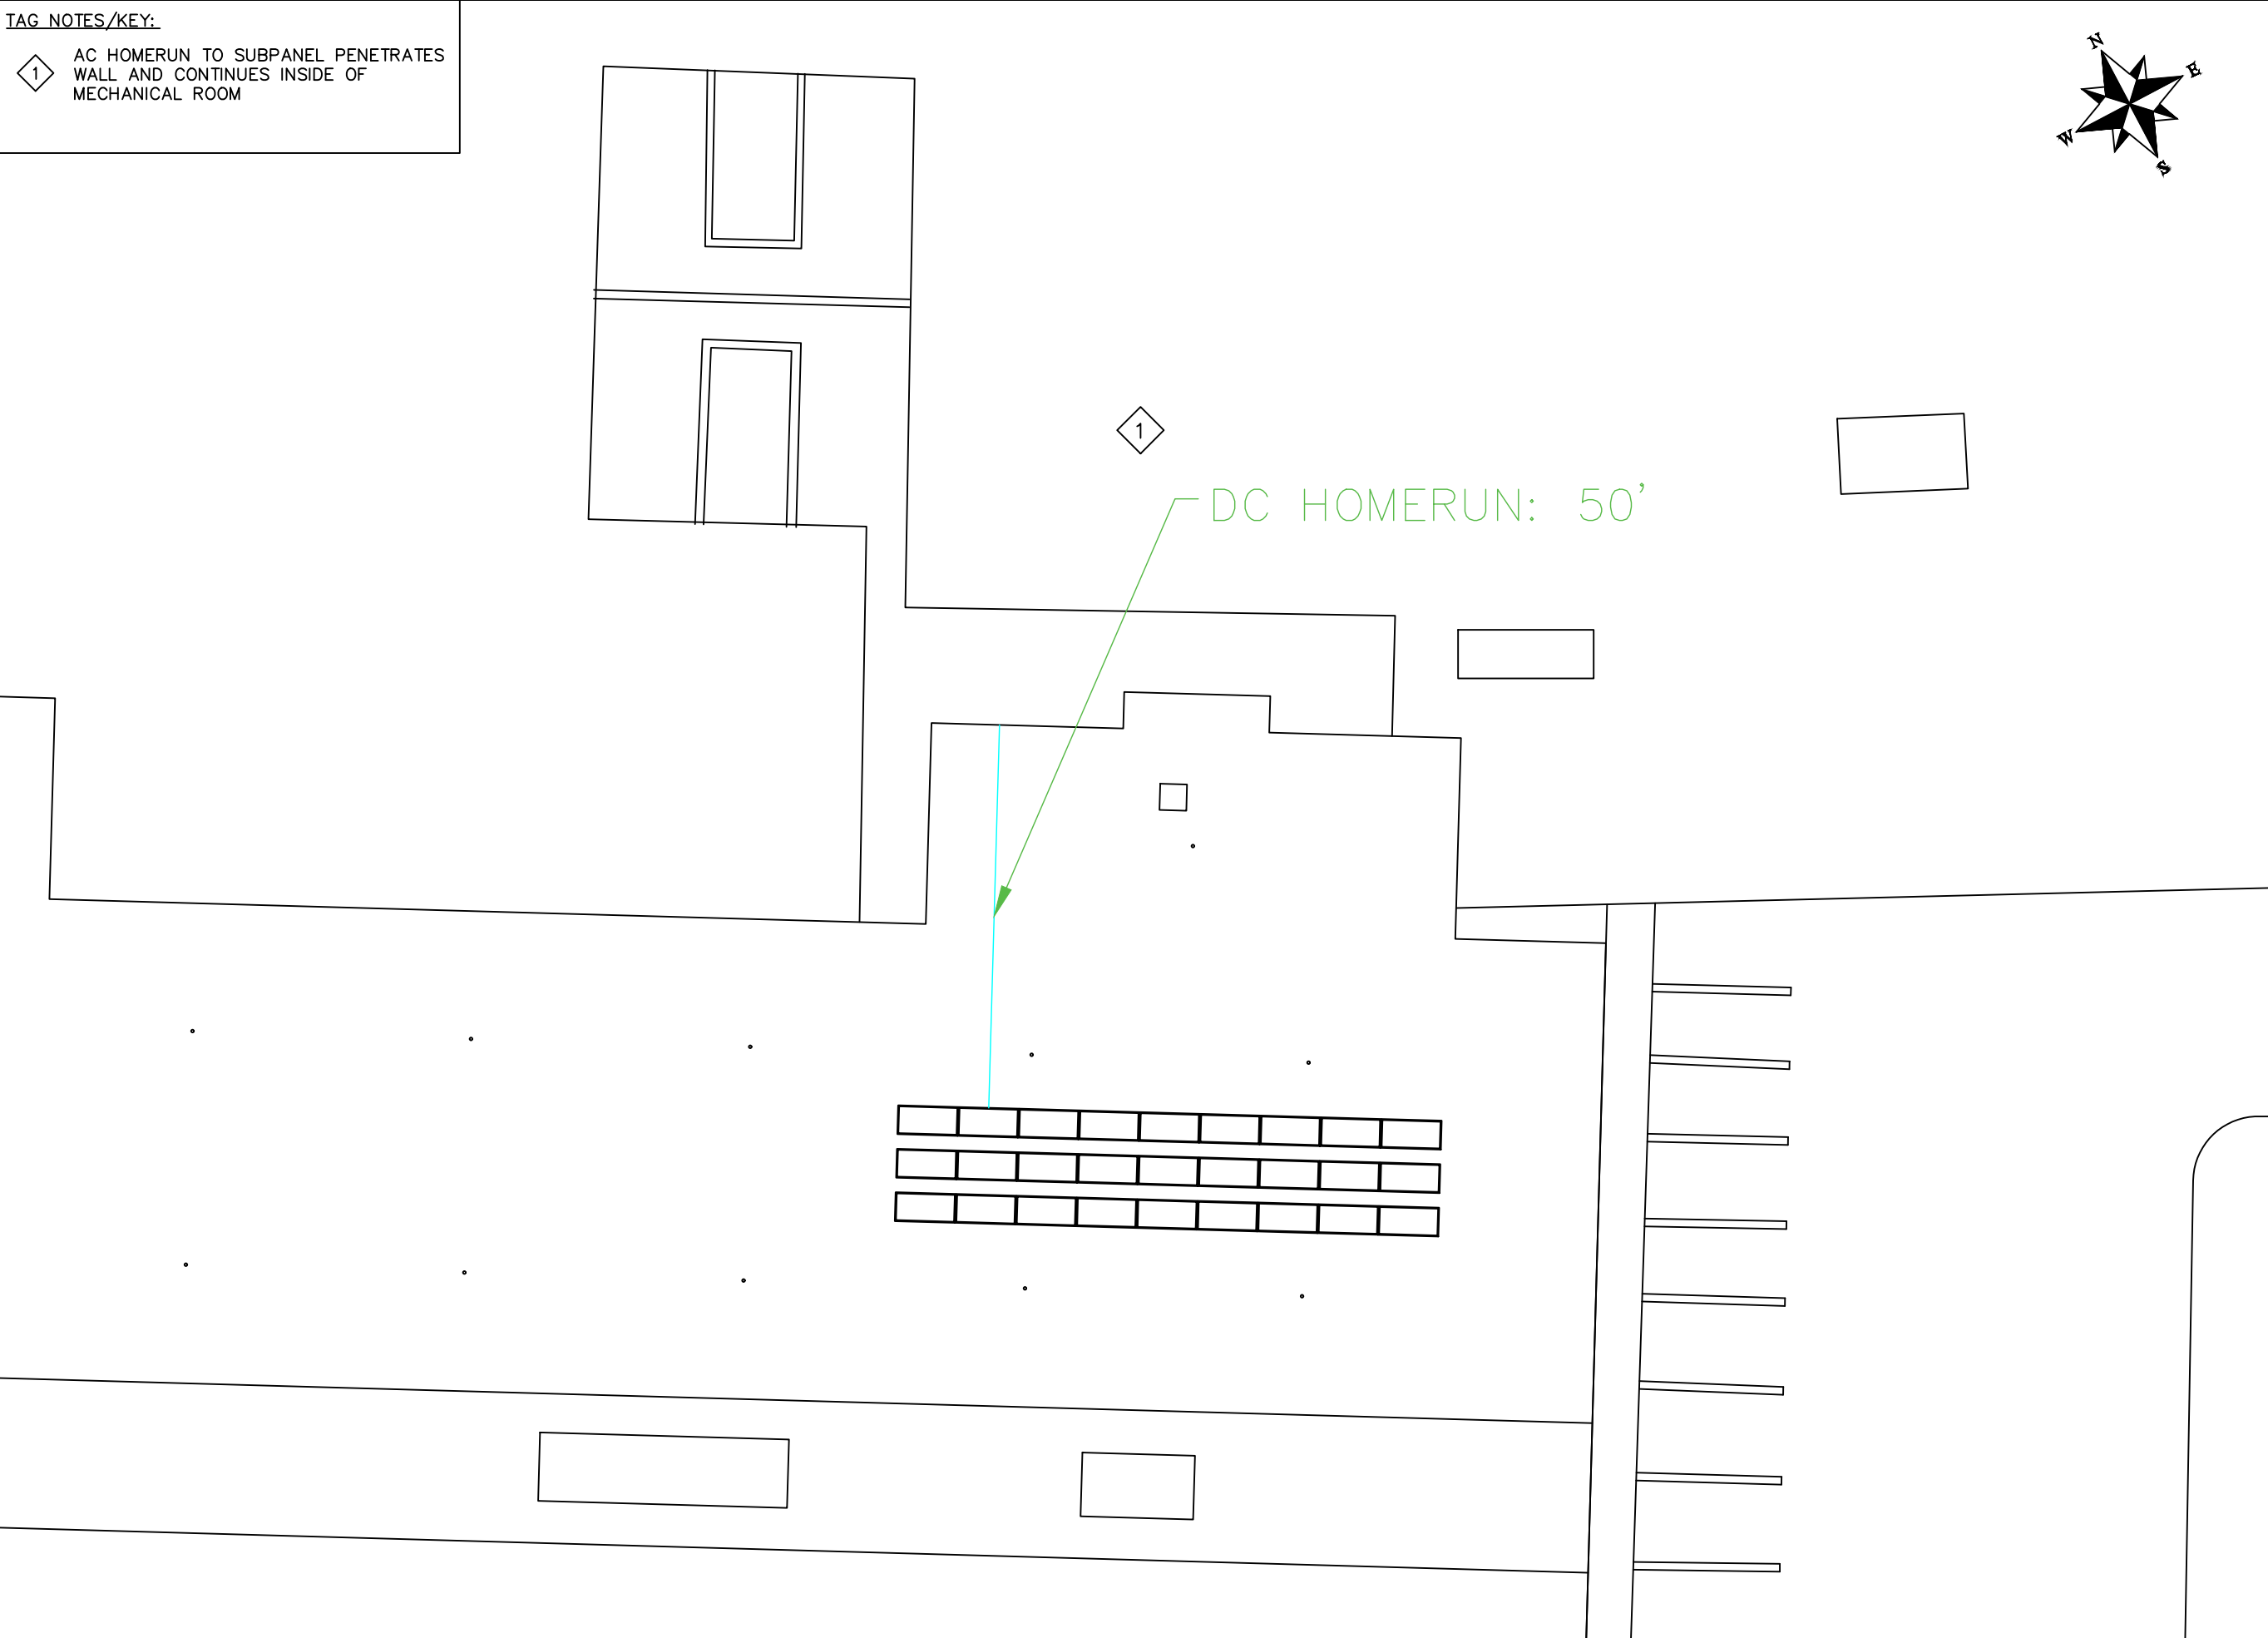 TAG NOTES/KEY:
1
AC HOMERUN TO SUBPANEL PENETRATES
WALL AND CONTINUES INSIDE OF
MECHANICAL ROOM
N
E
W
S
1
DC HOMERUN: 50'